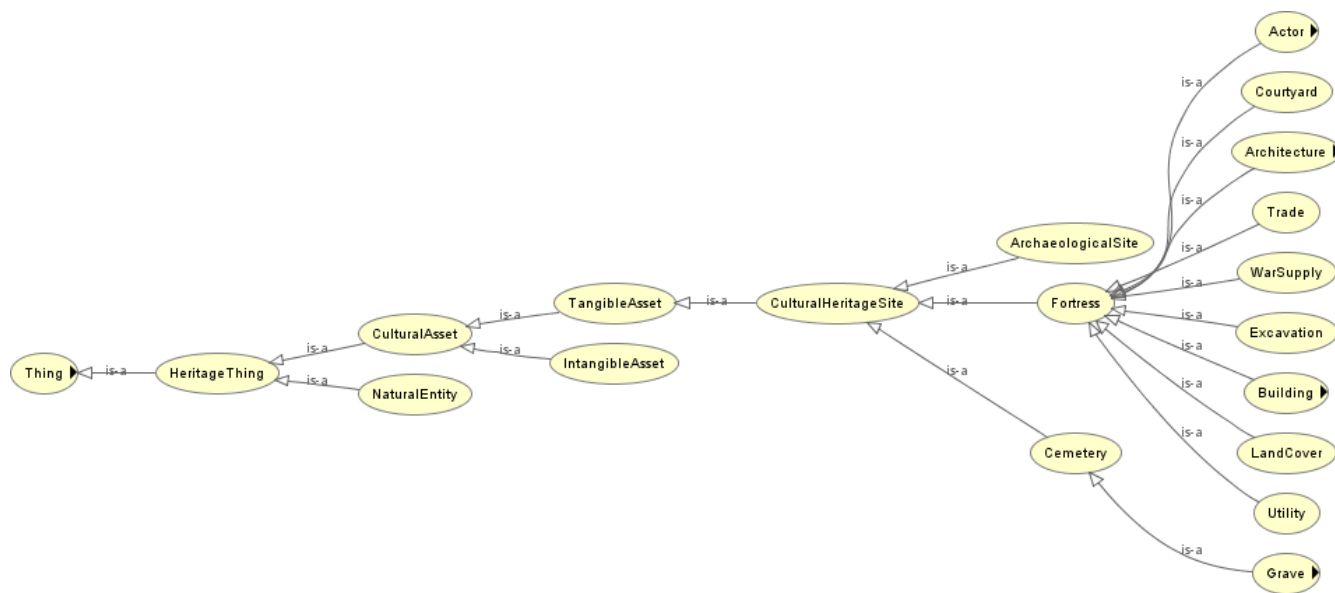 Actor
is-a
Courtyard
is-a
Architecture
is-a
Trade
is-a
ArchaeologicalSite
is-a
WarSupply
is-a
TangibleAsset
is-a
CulturalHeritageSite
is-a
Fortress
is-a
Excavation
CulturalAsset
is-a
is-a
IntangibleAsset
is-a
Building
Thing
is-a
HeritageThing
is-a
is-a
NaturalEntity
is-a
is-a
LandCover
Cemetery
is-a
Utility
is-a
Grave